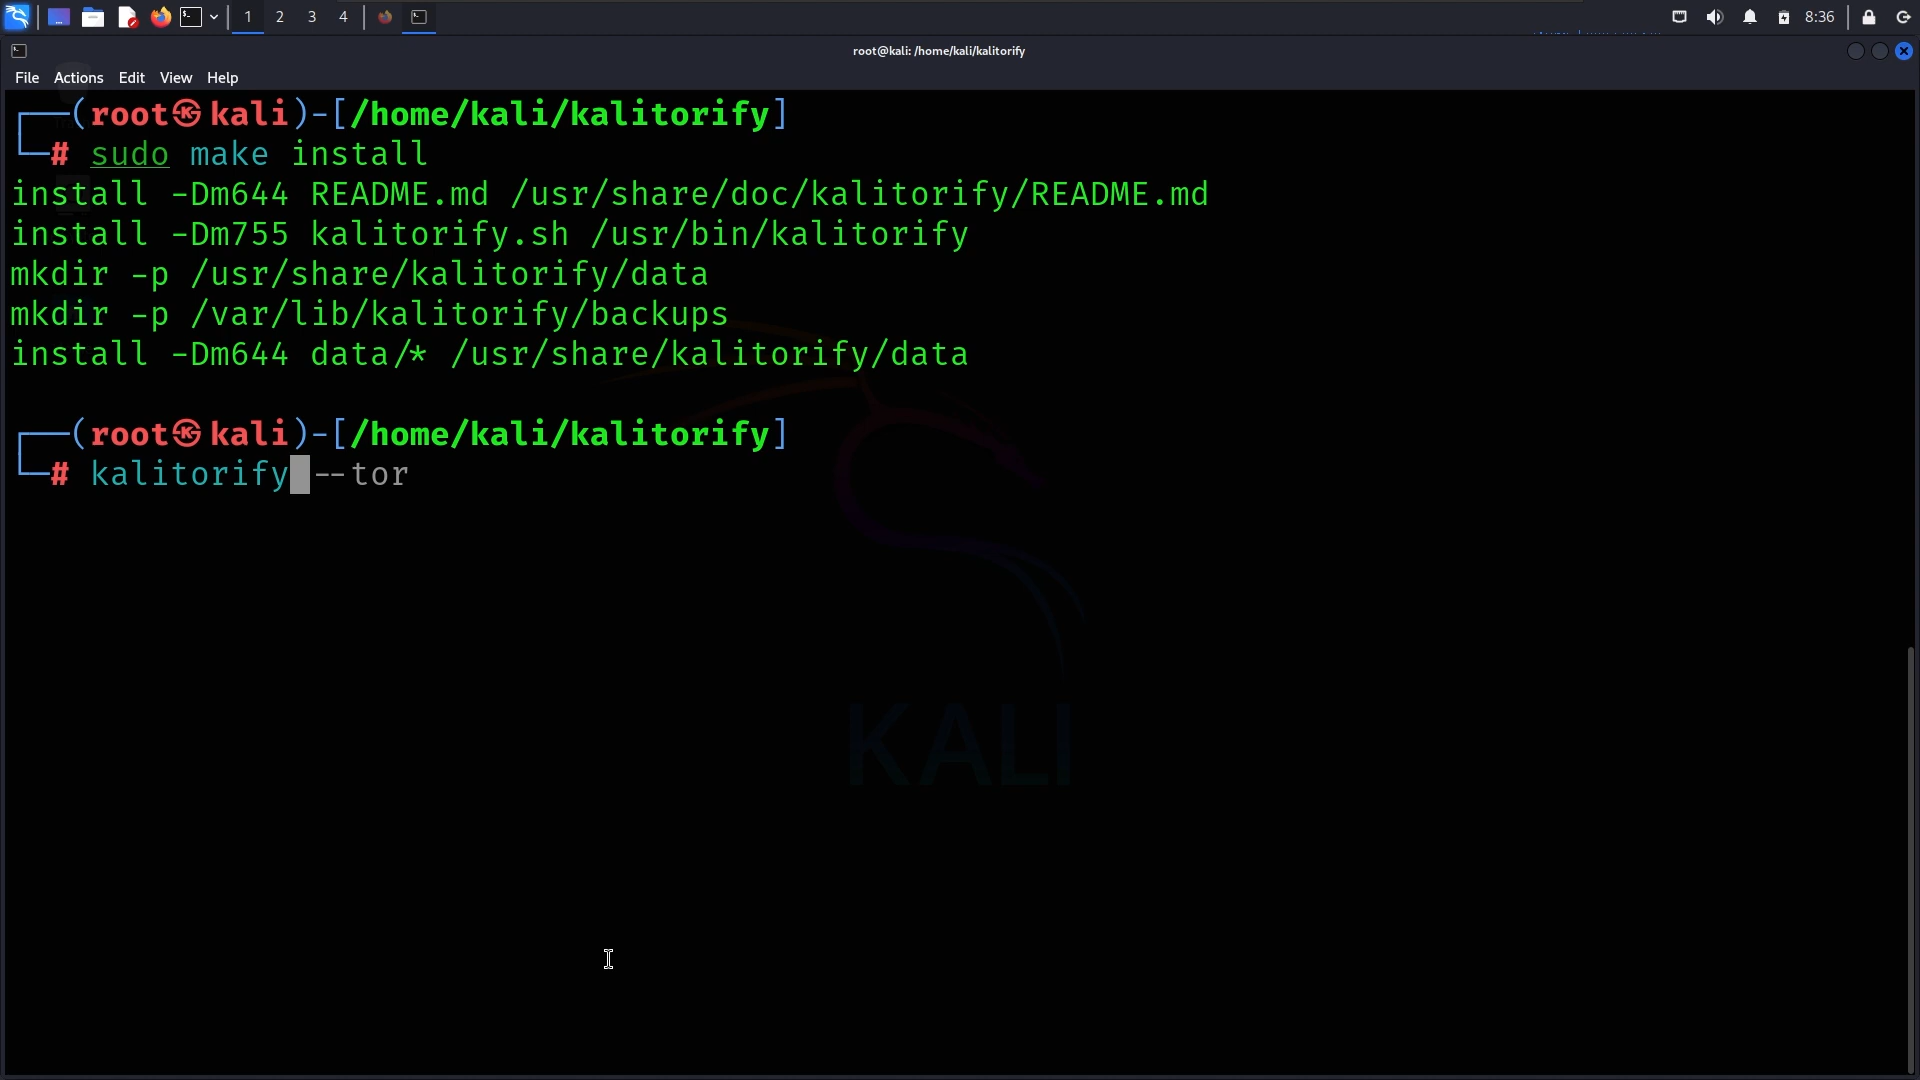 1 2 3 4 8:36
root@kali: /home/kali/kalitorify
File Actions Edit View Help
┌──(root㉿kali)-[/home/kali/kalitorify]
└─# sudo make install
install -Dm644 README.md /usr/share/doc/kalitorify/README.md
install -Dm755 kalitorify.sh /usr/bin/kalitorify
mkdir -p /usr/share/kalitorify/data
mkdir -p /var/lib/kalitorify/backups
install -Dm644 data/* /usr/share/kalitorify/data
┌──(root㉿kali)-[/home/kali/kalitorify]
└─# kalitorify --tor
KALI